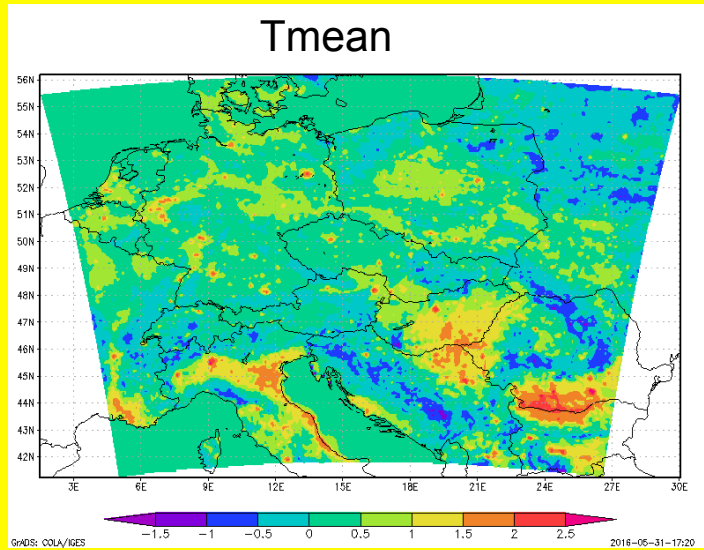 Tmean
56N
55N
54N
53N
52N
51N
50N
49N
48N
47N
46N
45N
44N
43N
42N
3E 6E 9E 12E 15E 18E 21E 24E 27E 30E
-1.5 -1 -0.5 0 0.5 1 1.5 2 2.5
GrADS: COLA/IGES 2016-05-31-17:20